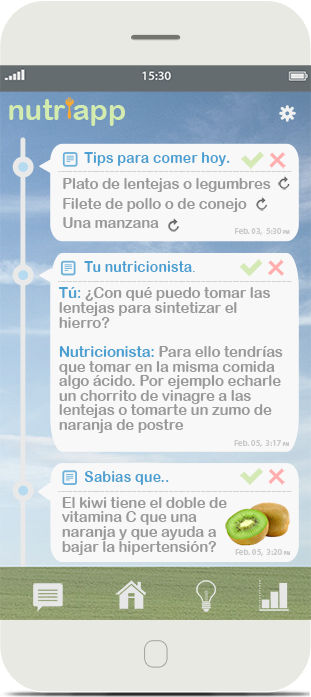 15:30
nutriapp
Tips para comer hoy.
Plato de lentejas o legumbres
Filete de pollo o de conejo
Una manzana
Feb. 03, 5:30 PM
Tu nutricionista.
Tú: ¿Con qué puedo tomar las
lentejas para sintetizar el
hierro?
Nutricionista: Para ello tendrías
que tomar en la misma comida
algo ácido. Por ejemplo echarle
un chorrito de vinagre a las
lentejas o tomarte un zumo de
naranja de postre
Feb. 05, 3:17 PM
Sabias que..
El kiwi tiene el doble de
vitamina C que una
naranja y que ayuda a
bajar la hipertensión?
Feb. 05, 3:20 PM